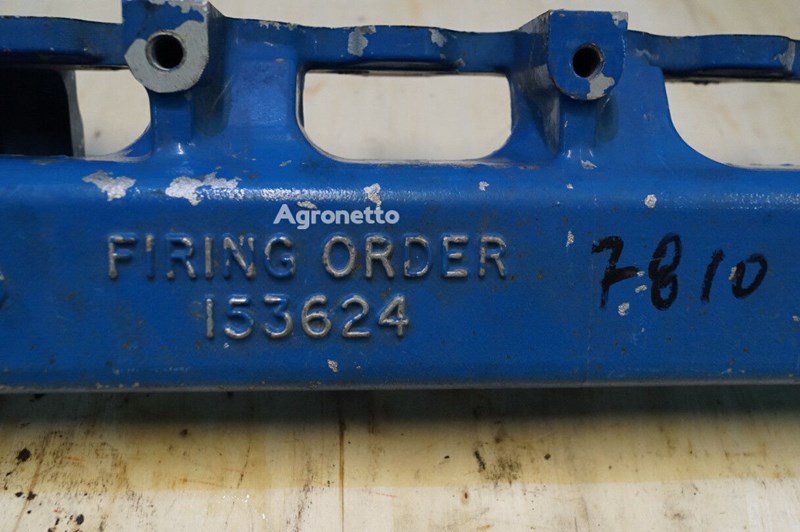 Agronetto
FIRING ORDER
153624
7810